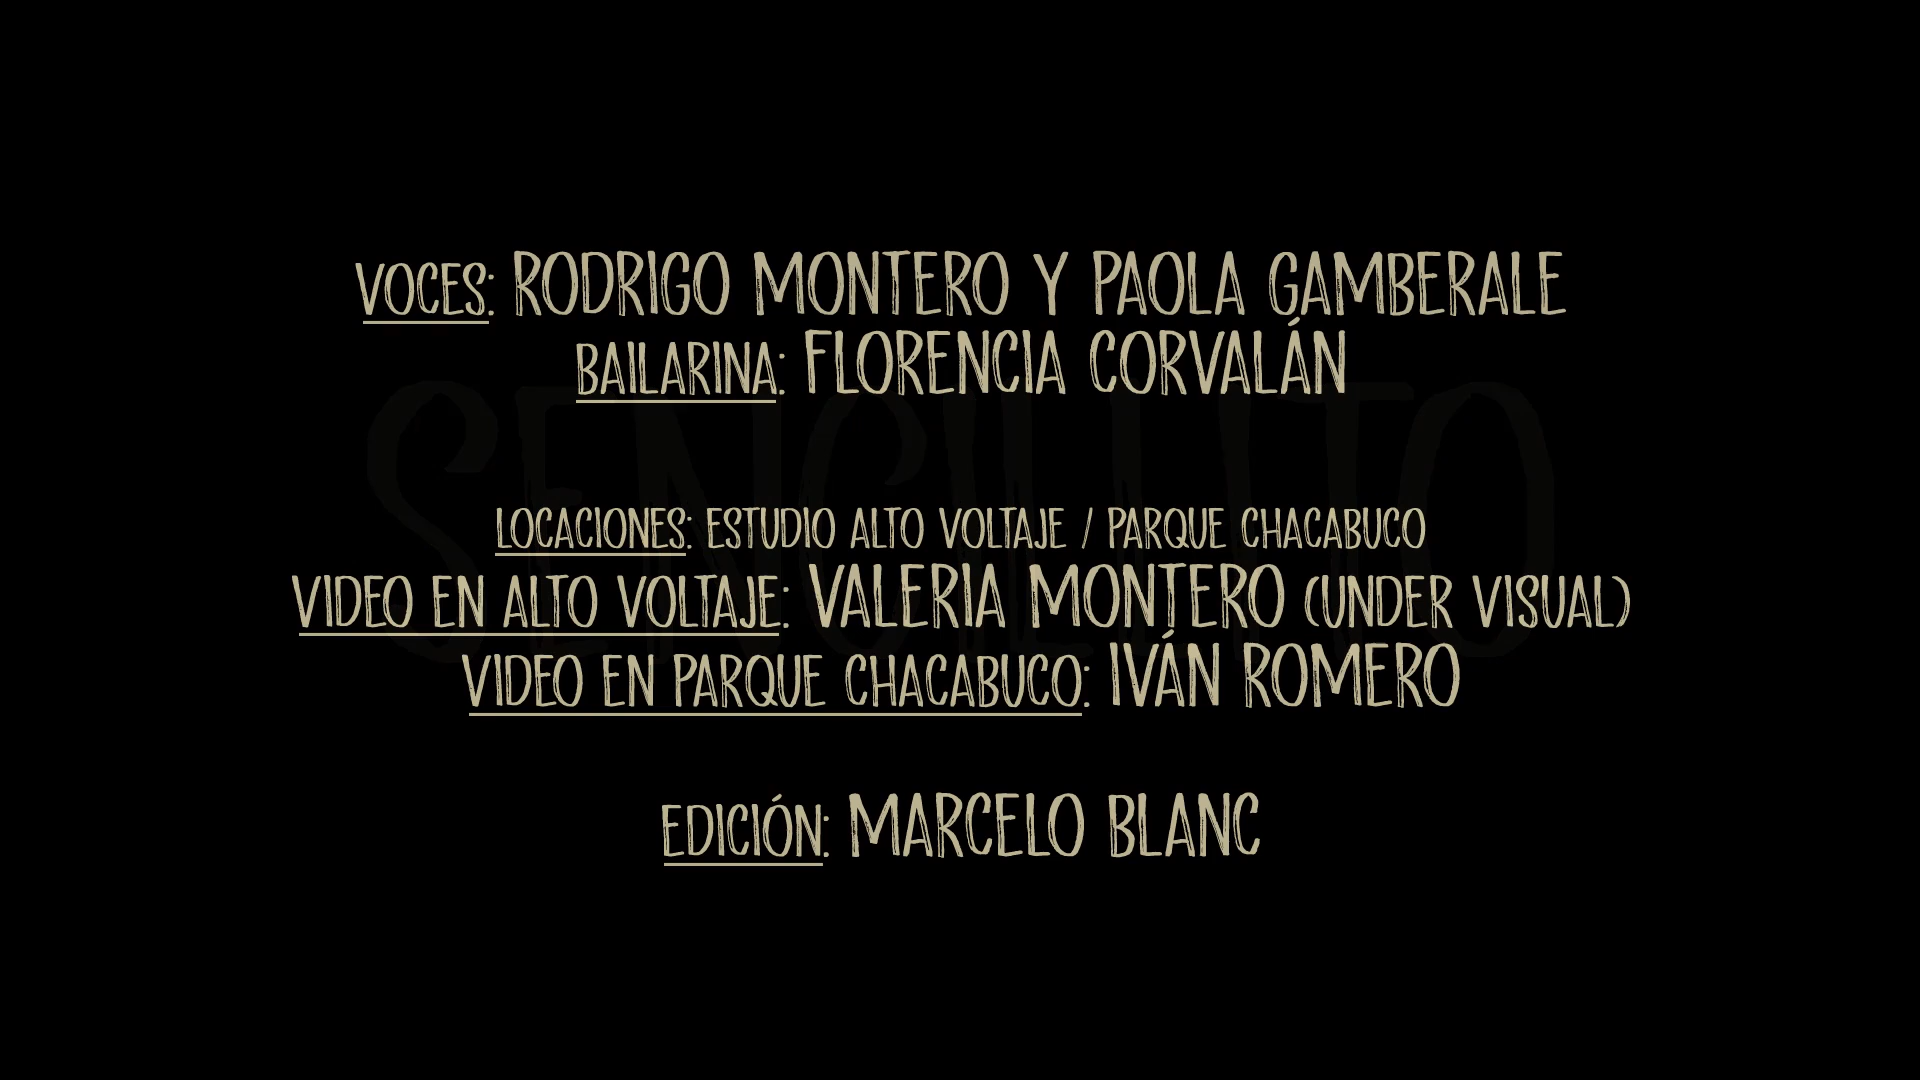 VOCES: RODRIGO MONTERO Y PAOLA GAMBERALE
BAILARINA: FLORENCIA CORVALÁN
SENCILLITO
LOCACIONES: ESTUDIO ALTO VOLTAJE / PARQUE CHACABUCO
VIDEO EN ALTO VOLTAJE: VALERIA MONTERO (UNDER VISUAL)
VIDEO EN PARQUE CHACABUCO: IVÁN ROMERO
EDICIÓN: MARCELO BLANC